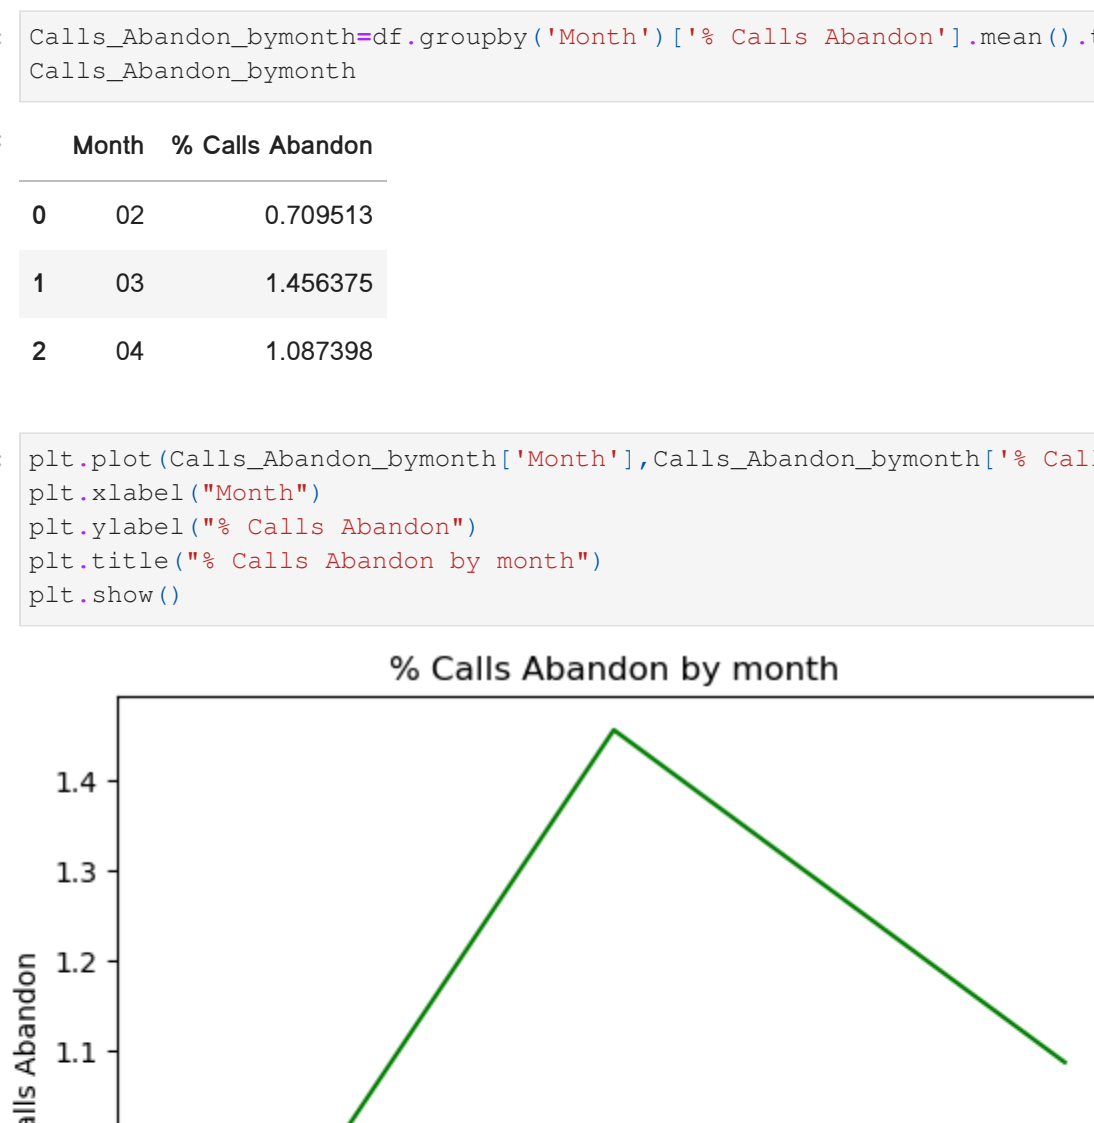 Calls_Abandon_bymonth=df.groupby('Month')['% Calls Abandon'].mean().
Calls_Abandon_bymonth
Month % Calls Abandon
0 02 0.709513
1 03 1.456375
2 04 1.087398
plt.plot(Calls_Abandon_bymonth['Month'],Calls_Abandon_bymonth['% Cal
plt.xlabel("Month")
plt.ylabel("% Calls Abandon")
plt.title("% Calls Abandon by month")
plt.show()
% Calls Abandon by month
1.4
1.3
1.2
1.1
alls Abandon